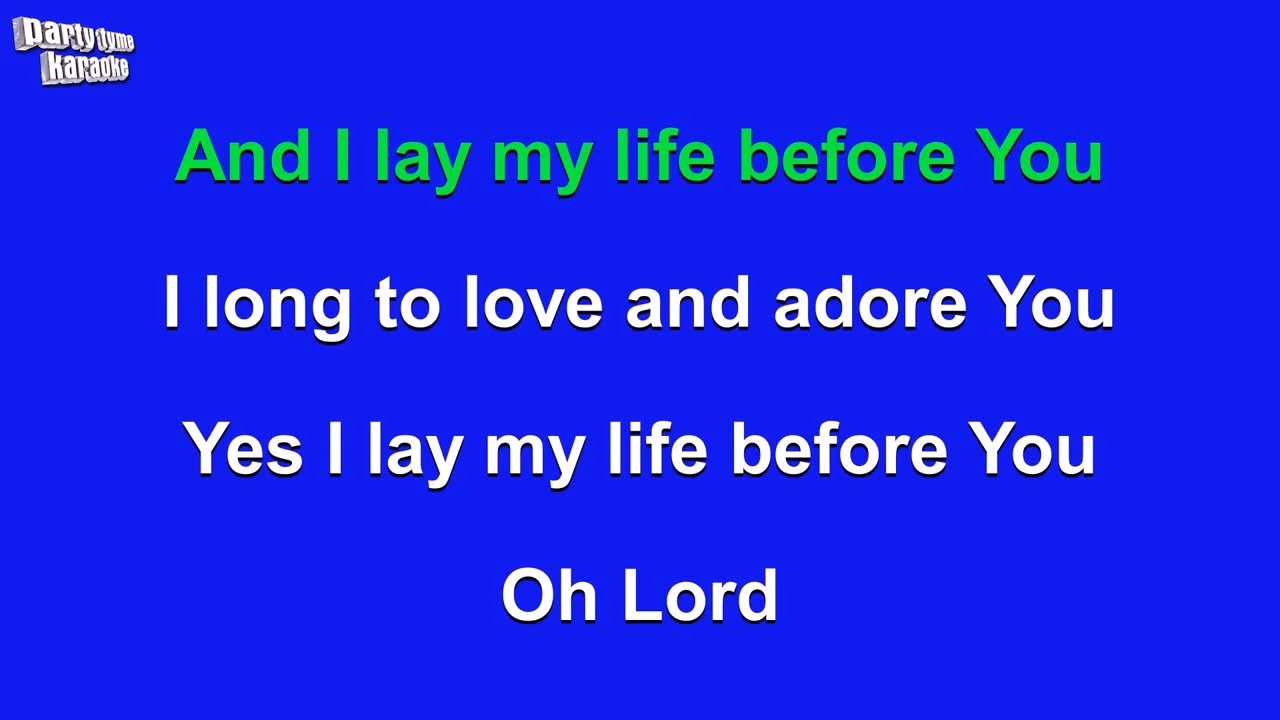 party tyme
karaoke
And I lay my life before You
I long to love and adore You
Yes I lay my life before You
Oh Lord